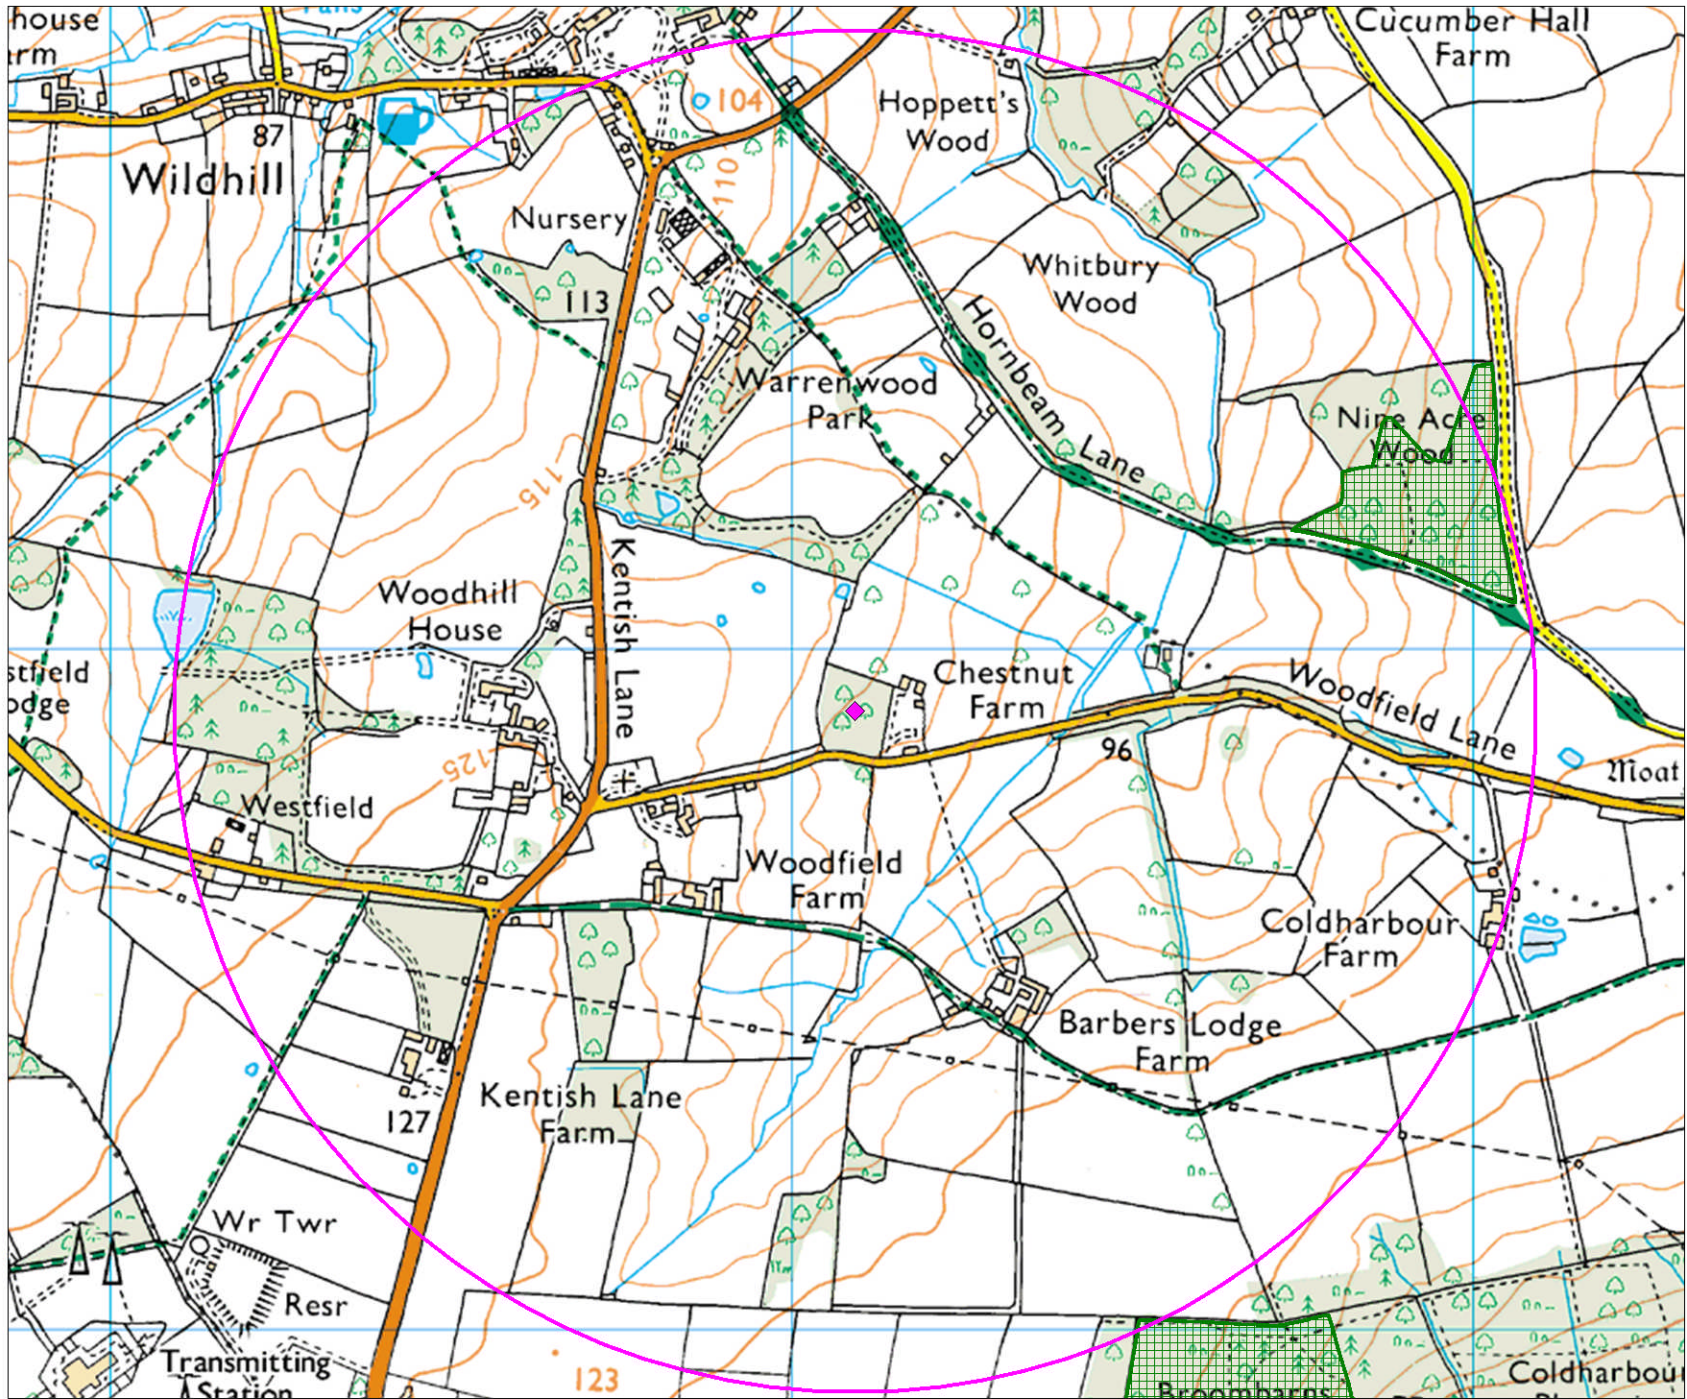 Cucumber Hall
Farm
house
arm
Hoppett's
Wood
104
110
87
Wildhill
Nursery
113
Whitbury
Wood
Hornbeam Lane
Warrenwood
Park
Nine Acre
Wood
115
Kentish Lane
Woodhill
House
stfield
odge
Chestnut
Farm
Woodfield Lane
96
Moat
125
Westfield
Woodfield
Farm
Coldharbour
Farm
Barbers Lodge
Farm
Kentish Lane
Farm
127
Wr Twr
Resr
Transmitting
Station
123
Broombarns
Coldharbour